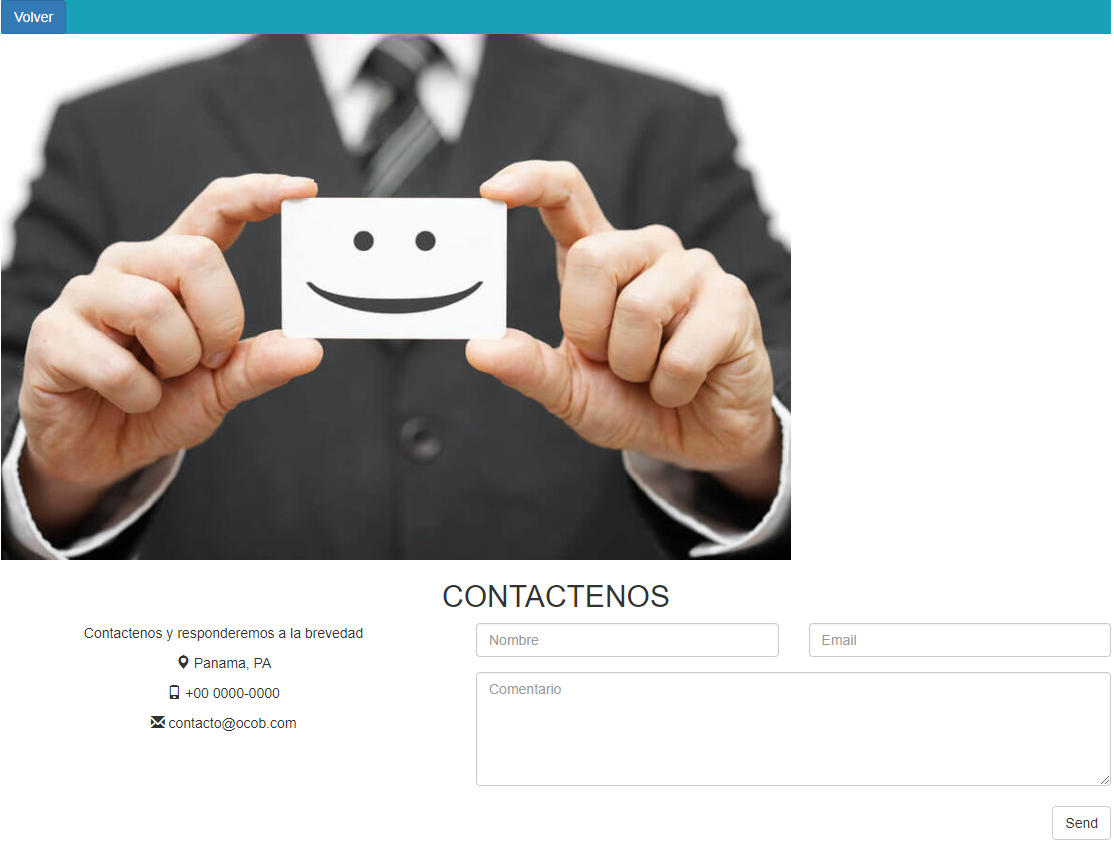 Volver
CONTACTENOS
Contactenos y responderemos a la brevedad
Panama, PA
+00 0000-0000
contacto@ocob.com
Nombre
Email
Comentario
Send